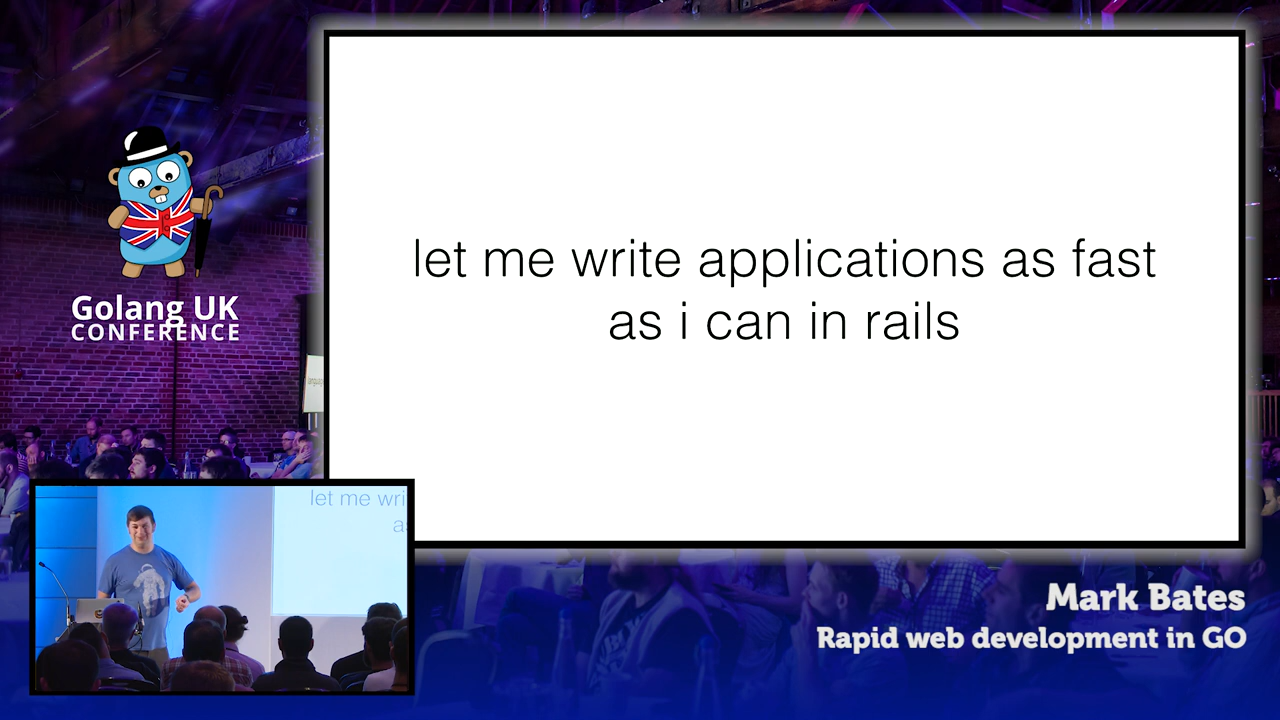 let me write applications as fast
as i can in rails
Golang UK
CONFERENCE
let me wri
as
Mark Bates
Rapid web development in GO